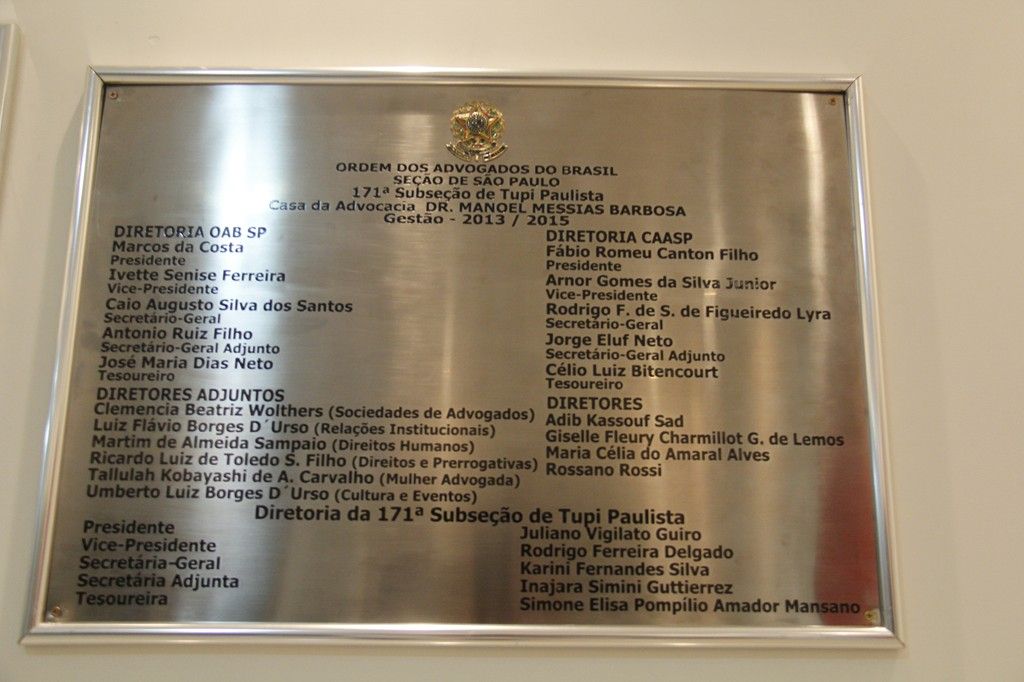 ORDEM DOS ADVOGADOS DO BRASIL
SEÇÃO DE SÃO PAULO
171ª Subseção de Tupi Paulista
Casa da Advocacia DR. MANOEL MESSIAS BARBOSA
Gestão - 2013 / 2015
DIRETORIA OAB SP
Marcos da Costa
Presidente
Ivette Senise Ferreira
Vice-Presidente
Caio Augusto Silva dos Santos
Secretário-Geral
Antonio Ruiz Filho
Secretário-Geral Adjunto
José Maria Dias Neto
Tesoureiro
DIRETORES ADJUNTOS
Clemencia Beatriz Wolthers (Sociedades de Advogados)
Luiz Flávio Borges D´Urso (Relações Institucionais)
Martim de Almeida Sampaio (Direitos Humanos)
Ricardo Luiz de Toledo S. Filho (Direitos e Prerrogativas)
Tallulah Kobayashi de A. Carvalho (Mulher Advogada)
Umberto Luiz Borges D´Urso (Cultura e Eventos)
DIRETORIA CAASP
Fábio Romeu Canton Filho
Presidente
Arnor Gomes da Silva Junior
Vice-Presidente
Rodrigo F. de S. de Figueiredo Lyra
Secretário-Geral
Jorge Eluf Neto
Secretário-Geral Adjunto
Célio Luiz Bitencourt
Tesoureiro
DIRETORES
Adib Kassouf Sad
Giselle Fleury Charmillot G. de Lemos
Maria Célia do Amaral Alves
Rossano Rossi
Diretoria da 171ª Subseção de Tupi Paulista
Presidente Juliano Vigilato Guiro
Vice-Presidente Rodrigo Ferreira Delgado
Secretária-Geral Karini Fernandes Silva
Secretária Adjunta Inajara Simini Guttierrez
Tesoureira Simone Elisa Pompílio Amador Mansano